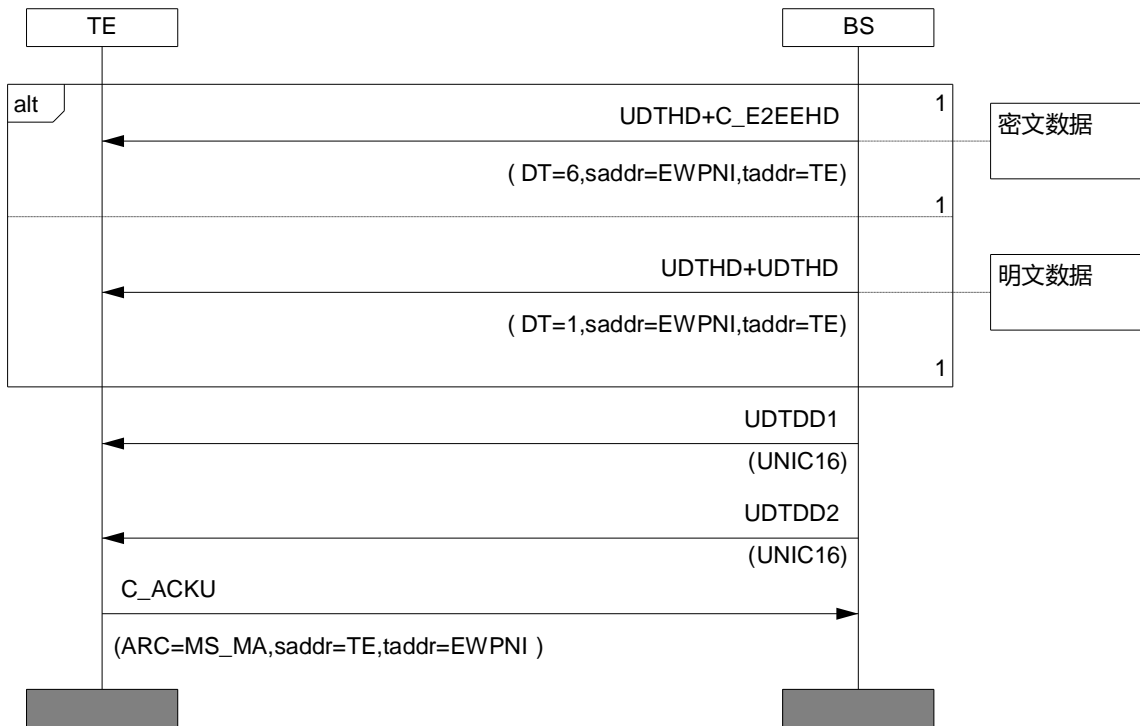 TE
BS
alt
1
UDTHD+C_E2EEHD
密文数据
( DT=6,saddr=EWPNI,taddr=TE)
1
UDTHD+UDTHD
明文数据
( DT=1,saddr=EWPNI,taddr=TE)
1
UDTDD1
(UNIC16)
UDTDD2
(UNIC16)
C_ACKU
(ARC=MS_MA,saddr=TE,taddr=EWPNI )